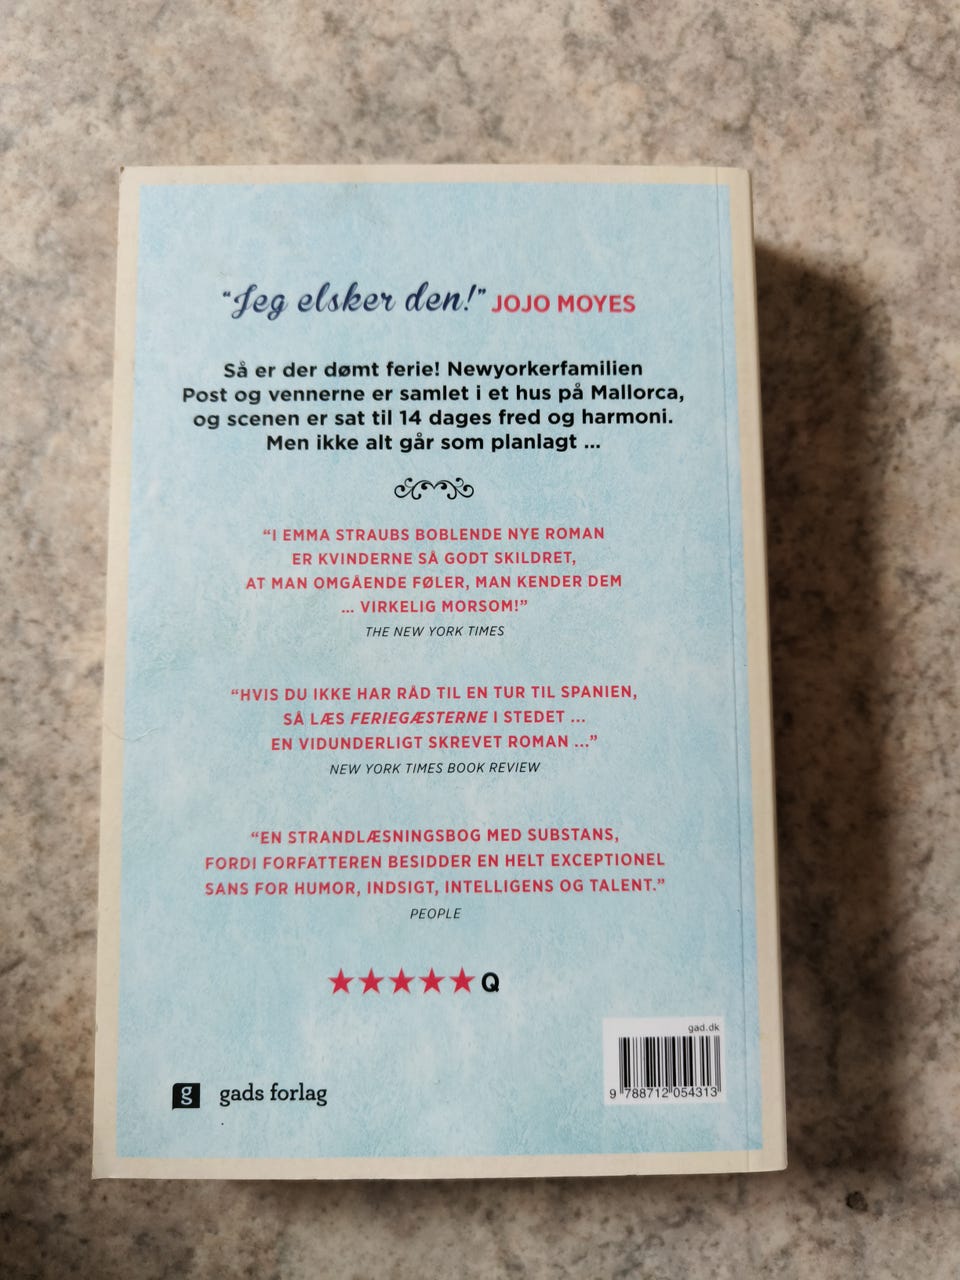 “Jeg elsker den!” JOJO MOYES
Så er der dømt ferie! Newyorkerfamilien
Post og vennerne er samlet i et hus på Mallorca,
og scenen er sat til 14 dages fred og harmoni.
Men ikke alt går som planlagt ...
“I EMMA STRAUBS BOBLENDE NYE ROMAN
ER KVINDERNE SÅ GODT SKILDRET,
AT MAN OMGÅENDE FØLER, MAN KENDER DEM
... VIRKELIG MORSOM!”
THE NEW YORK TIMES
“HVIS DU IKKE HAR RÅD TIL EN TUR TIL SPANIEN,
SÅ LÆS FERIEGÆSTERNE I STEDET ...
EN VIDUNDERLIGT SKREVET ROMAN ...”
NEW YORK TIMES BOOK REVIEW
“EN STRANDLÆSNINGSBOG MED SUBSTANS,
FORDI FORFATTEREN BESIDDER EN HELT EXCEPTIONEL
SANS FOR HUMOR, INDSIGT, INTELLIGENS OG TALENT.”
PEOPLE
★★★★★ Q
gad.dk
9 788712 054313
g gads forlag